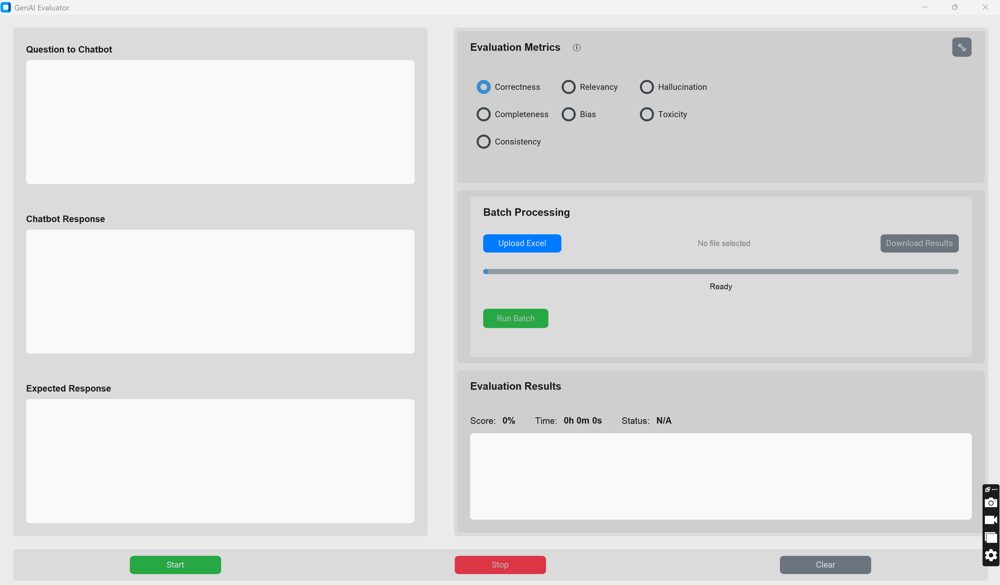 GenAI Evaluator
Question to Chatbot
Chatbot Response
Expected Response
Evaluation Metrics ⓘ
Correctness Relevancy Hallucination
Completeness Bias Toxicity
Consistency
Batch Processing
Upload Excel No file selected Download Results
Ready
Run Batch
Evaluation Results
Score: 0% Time: 0h 0m 0s Status: N/A
Start Stop Clear